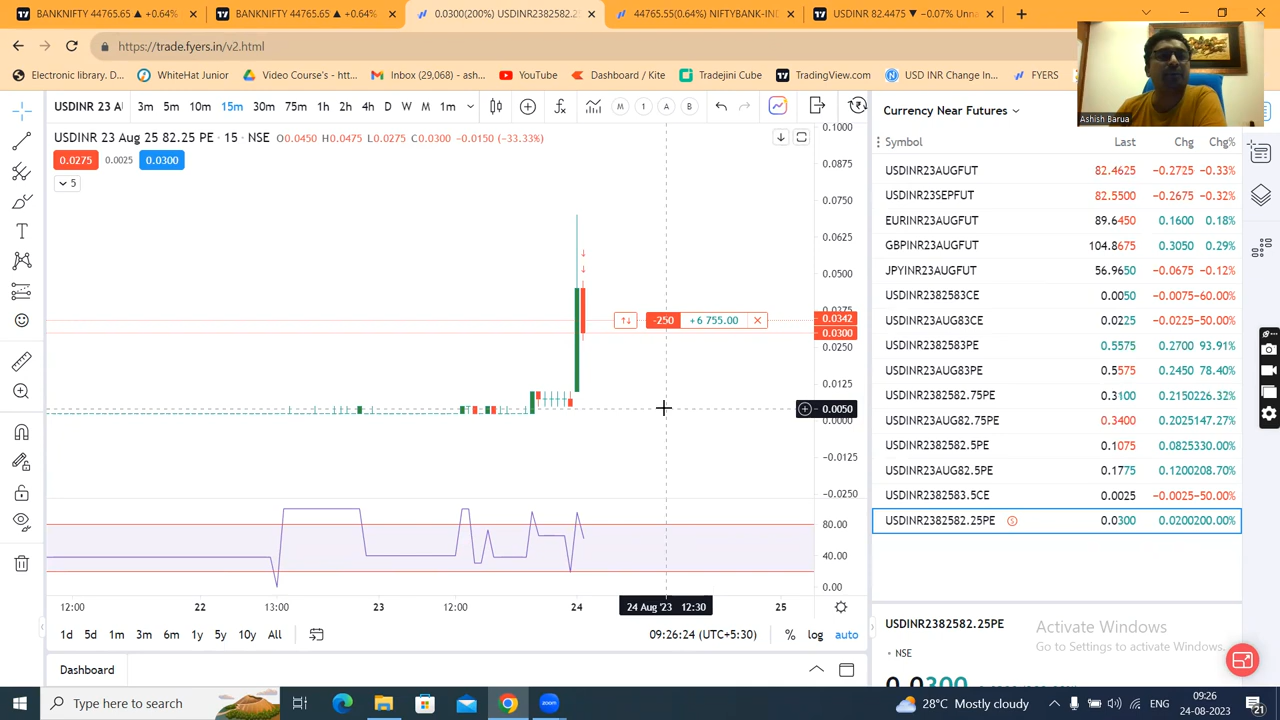 BANKNIFTY 44765.65 ▲ +0.64%
BANKNIFTY 44765.65 ▲ +0.64%
0.0300(200%) USDINR2382582.2
44765.55(0.64%) NIFTYBANK-IN
USDINR 82.4475 ▼ −0.07% Unna
https://trade.fyers.in/v2.html
Electronic library. D...
WhiteHat Junior
Video Course's - htt...
Inbox (29,068) - ash...
YouTube
Dashboard / Kite
Tradejini Cube
TradingView.com
USD INR Change In...
FYERS
Ashish Barua
USDINR 23 A
3m 5m 10m 15m 30m 75m 1h 2h 4h D W M 1m
M 1 A B
USDINR 23 Aug 25 82.25 PE · 15 · NSE O0.0450 H0.0475 L0.0275 C0.0300 −0.0150 (−33.33%)
0.0275 0.0025 0.0300
5
0.1000
0.0875
0.0750
0.0625
0.0500
0.0375
0.0342
0.0300
0.0250
0.0125
0.0050
0.0000
−0.0125
−0.0250
80.00
40.00
0.00
-250 +6 755.00
12:00 22 13:00 23 12:00 24 24 Aug '23 12:30 25
1d 5d 1m 3m 6m 1y 5y 10y All
09:26:24 (UTC+5:30) % log auto
Dashboard
Currency Near Futures
Symbol Last Chg Chg%
USDINR23AUGFUT 82.4625 −0.2725 −0.33%
USDINR23SEPFUT 82.5500 −0.2675 −0.32%
EURINR23AUGFUT 89.6450 0.1600 0.18%
GBPINR23AUGFUT 104.8675 0.3050 0.29%
JPYINR23AUGFUT 56.9650 −0.0675 −0.12%
USDINR2382583CE 0.0050 −0.0075 −60.00%
USDINR23AUG83CE 0.0225 −0.0225 −50.00%
USDINR2382583PE 0.5575 0.2700 93.91%
USDINR23AUG83PE 0.5575 0.2450 78.40%
USDINR2382582.75PE 0.3100 0.2150226.32%
USDINR23AUG82.75PE 0.3400 0.2025147.27%
USDINR2382582.5PE 0.1075 0.0825330.00%
USDINR23AUG82.5PE 0.1775 0.1200208.70%
USDINR2382583.5CE 0.0025 −0.0025−50.00%
USDINR2382582.25PE S 0.0300 0.0200200.00%
USDINR2382582.25PE
NSE
Activate Windows
Go to Settings to activate Windows.
0.0300
Type here to search
zoom
28°C Mostly cloudy
ENG
09:26
24-08-2023
21